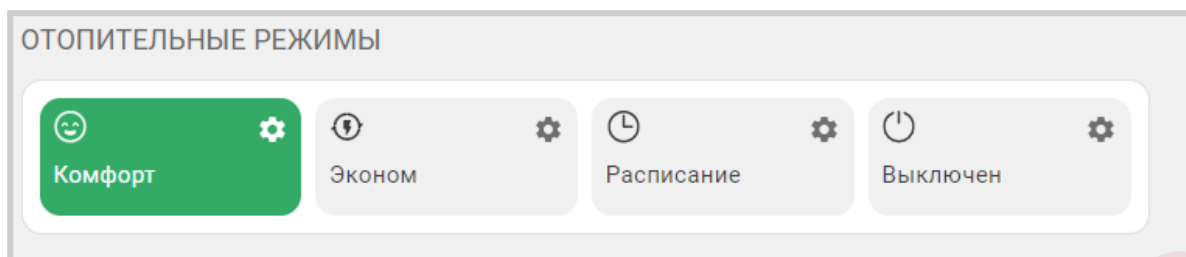 ОТОПИТЕЛЬНЫЕ РЕЖИМЫ
Комфорт
Эконом
Расписание
Выключен